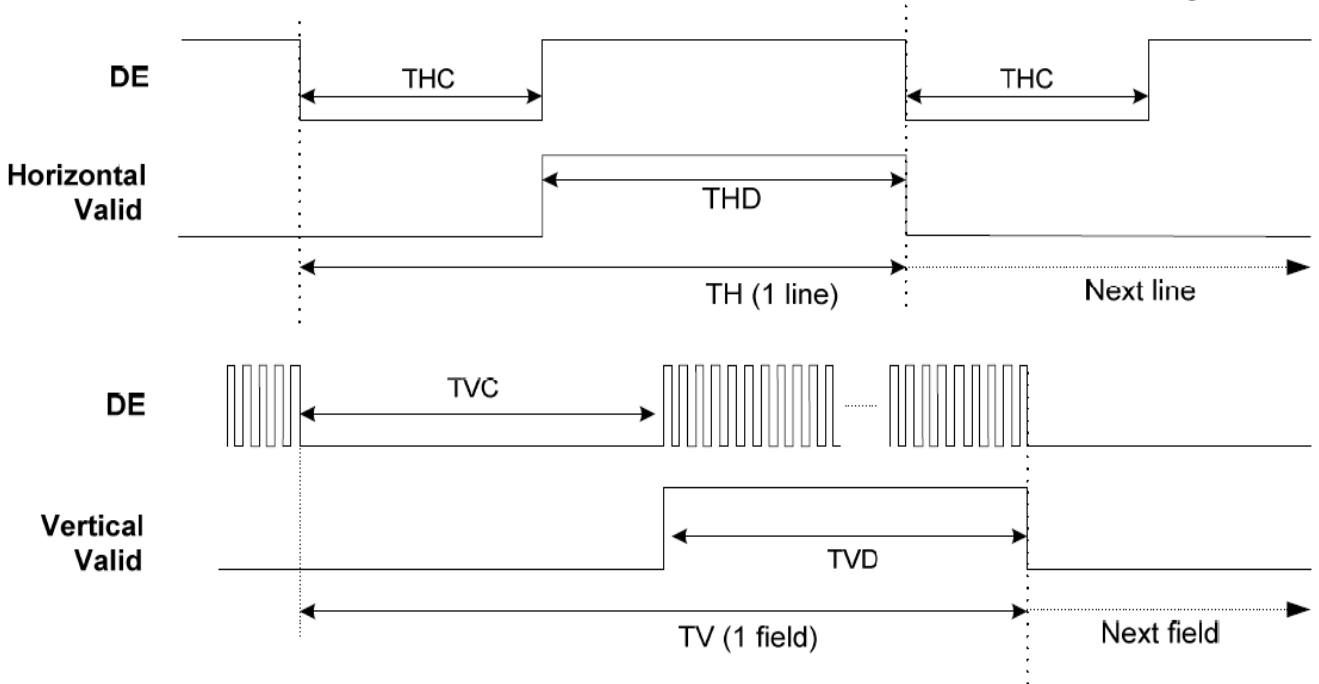 DE
THC
THC
Horizontal
Valid
THD
TH (1 line)
Next line
DE
TVC
Vertical
Valid
TVD
TV (1 field)
Next field